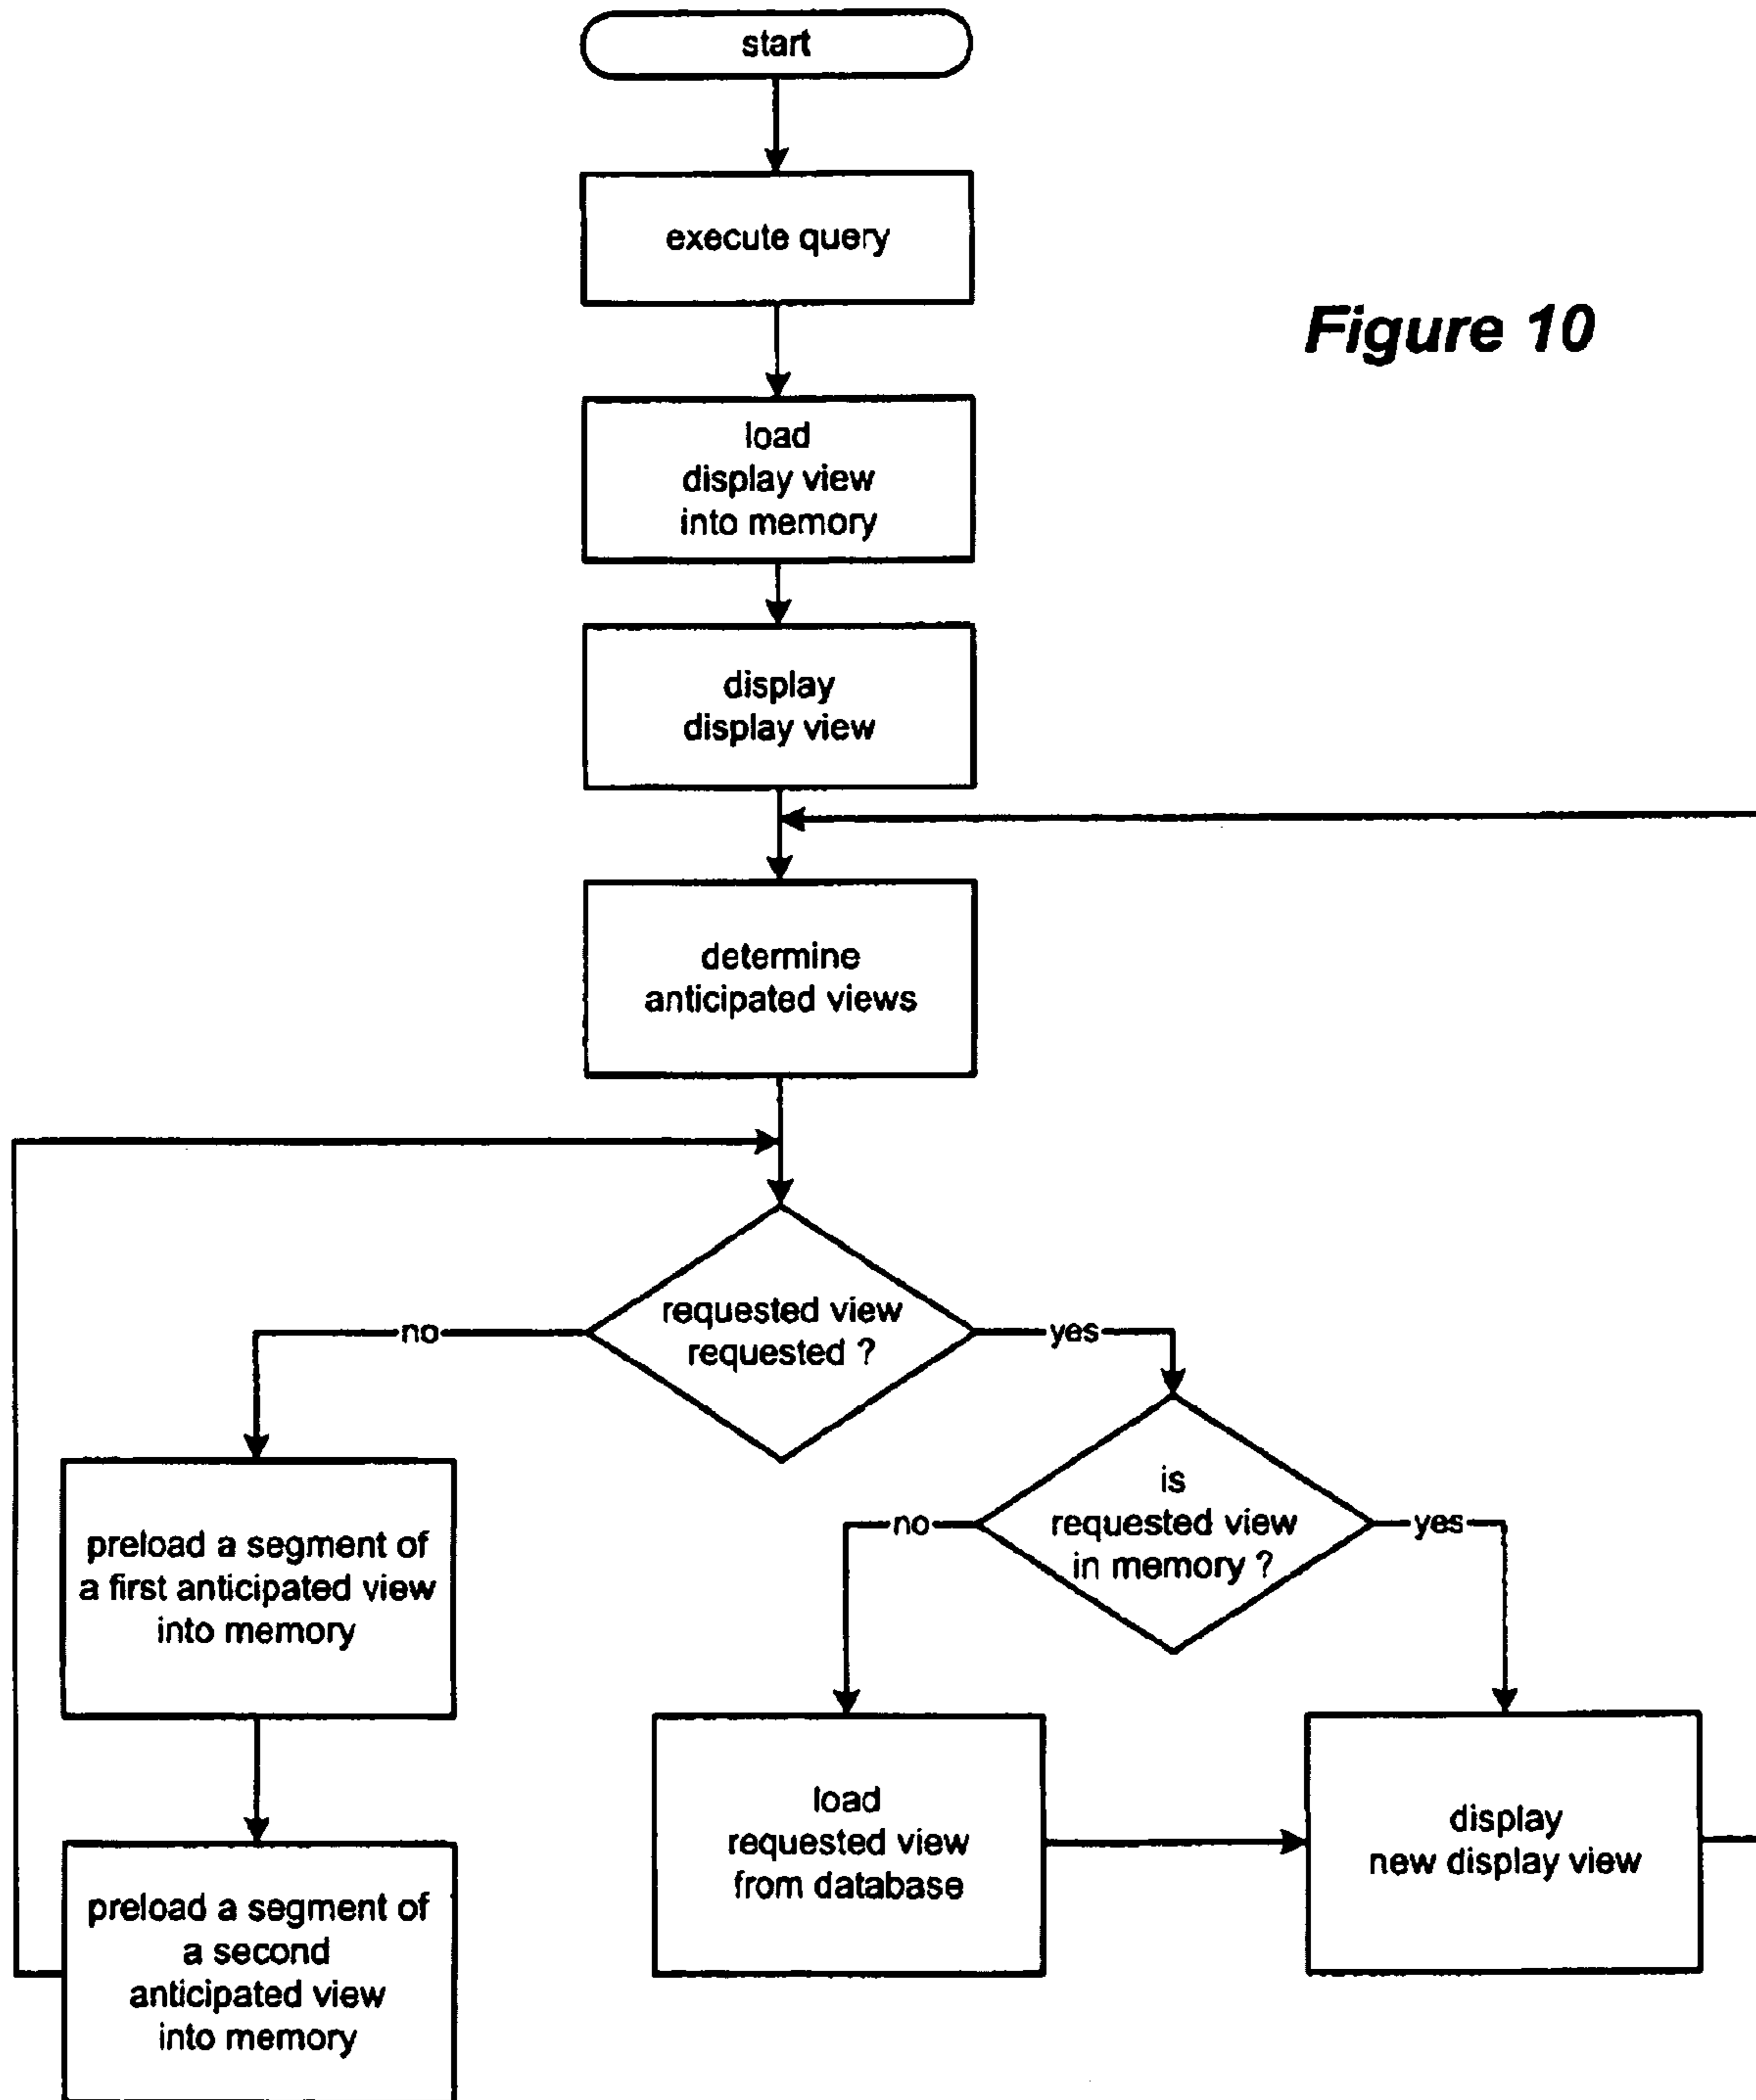 start
execute query
Figure 10
load
display view
into memory
display
display view
determine
anticipated views
requested view
requested ?
no
yes
is
requested view
in memory ?
no
yes
preload a segment of
a first anticipated view
into memory
load
requested view
from database
display
new display view
preload a segment of
a second
anticipated view
into memory